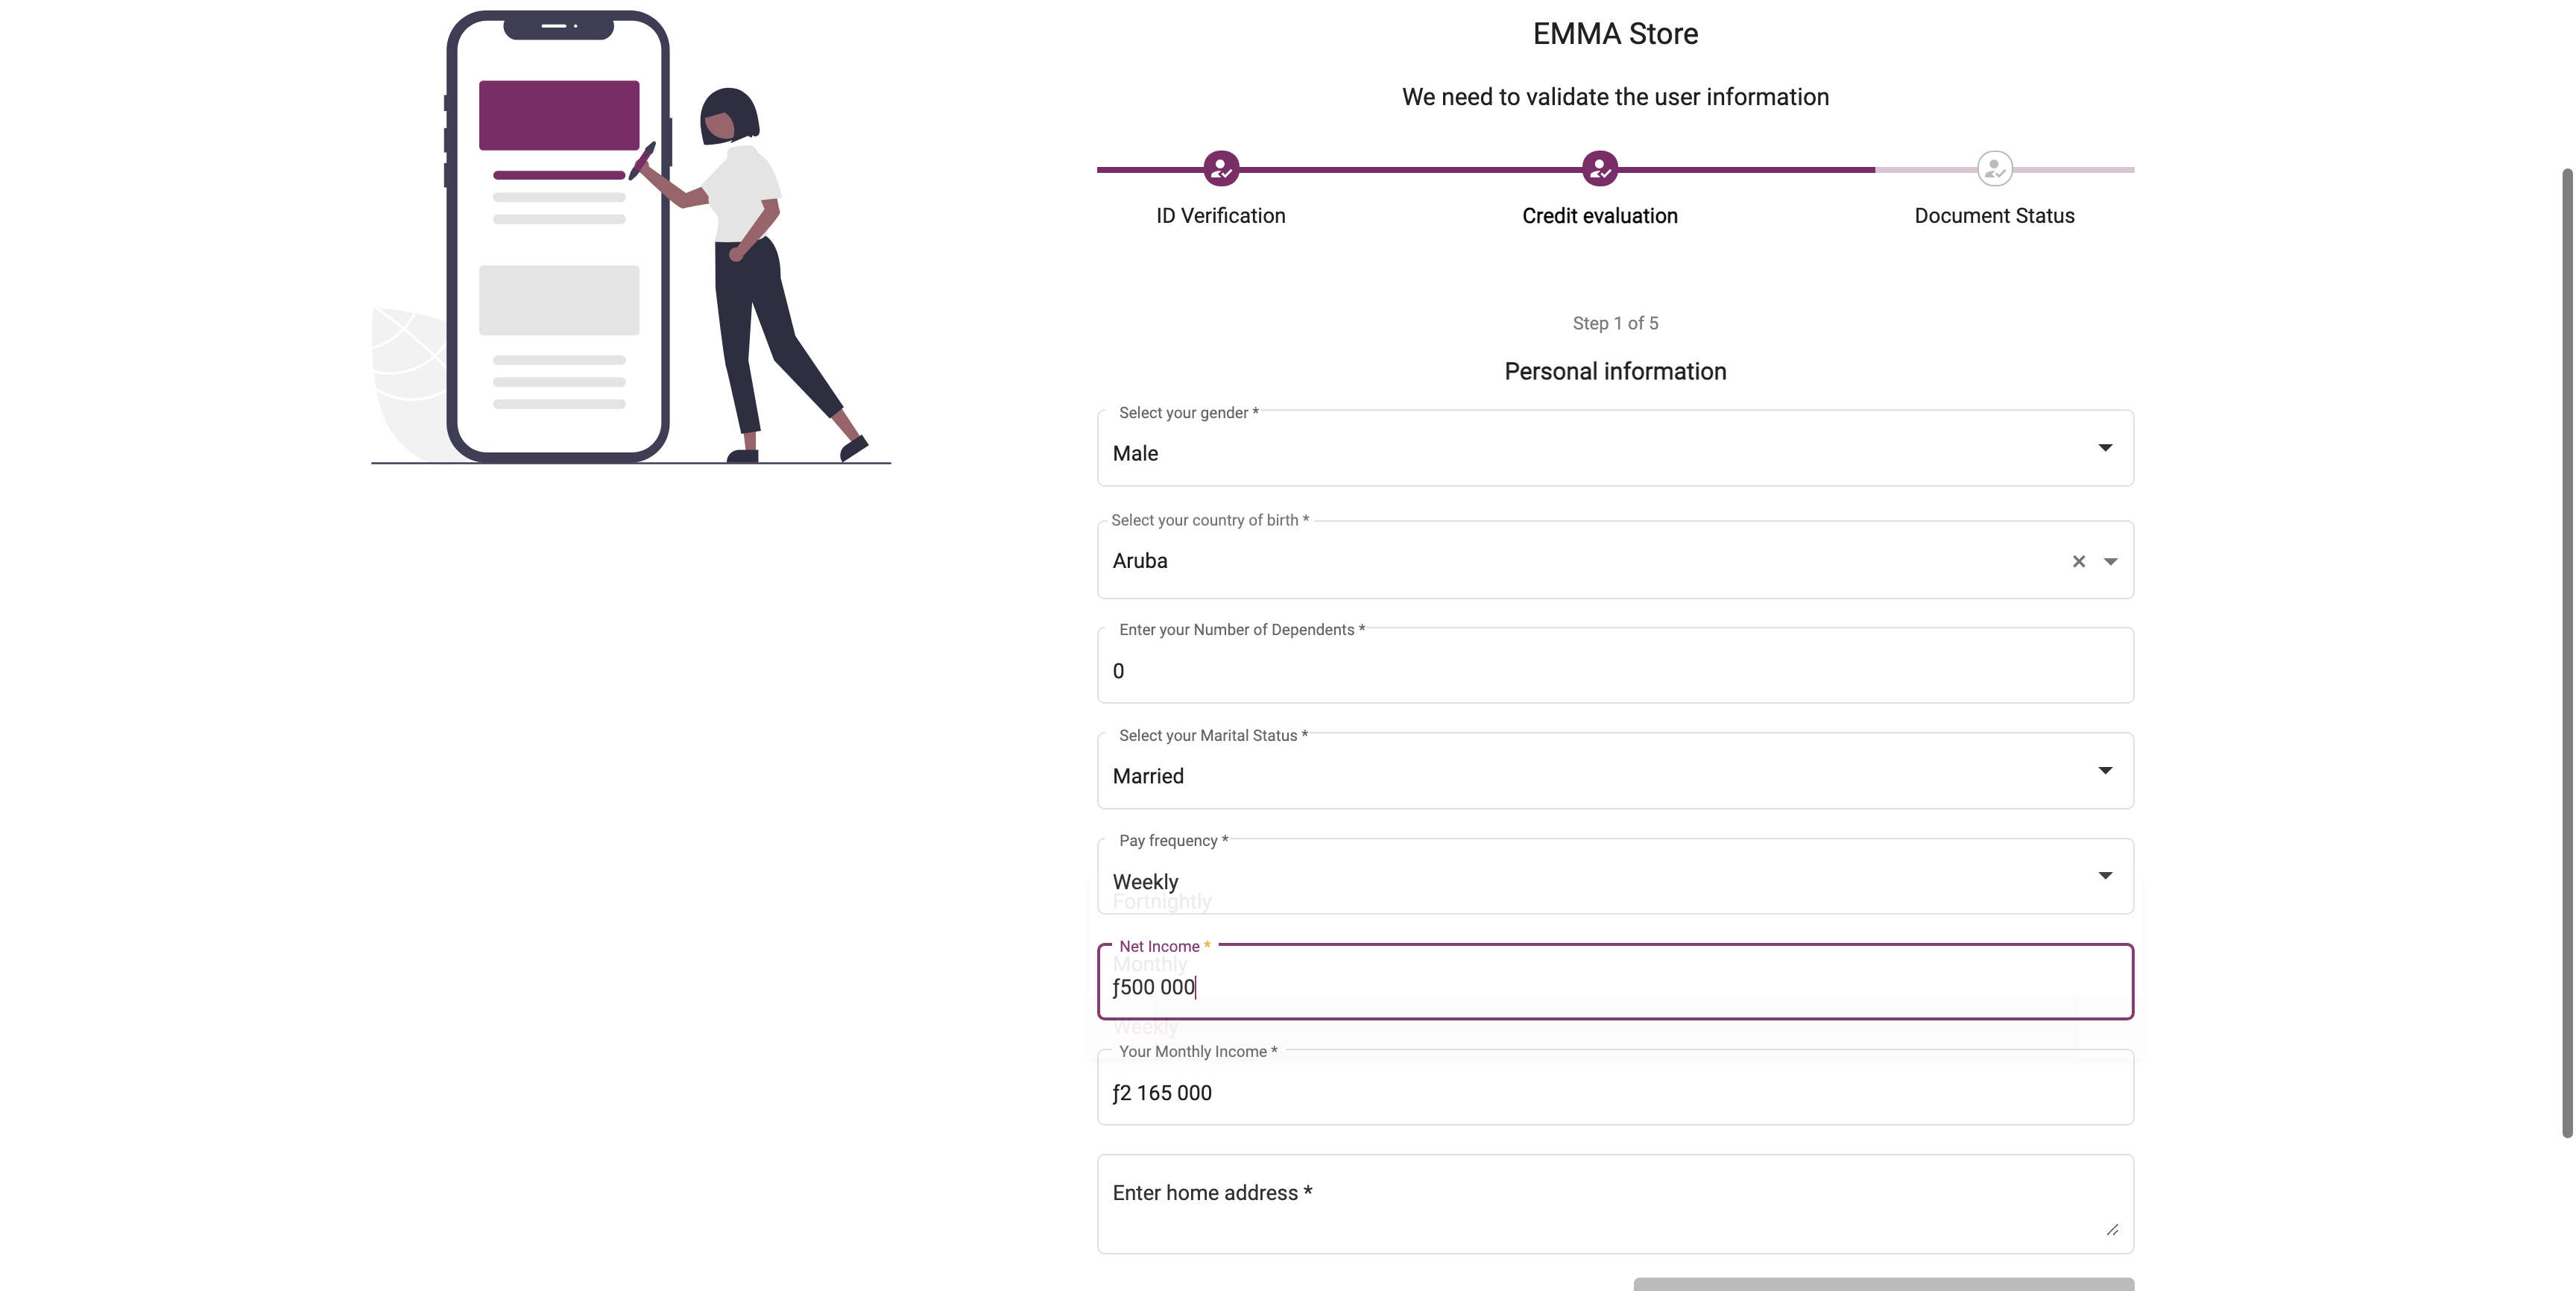 EMMA Store
We need to validate the user information
ID Verification
Credit evaluation
Document Status
Step 1 of 5
Personal information
Select your gender *
Male
Select your country of birth *
Aruba
Enter your Number of Dependents *
0
Select your Marital Status *
Married
Pay frequency *
Weekly
Fortnightly
Net Income *
Monthly
ƒ500 000
Weekly
Your Monthly Income *
ƒ2 165 000
Enter home address *